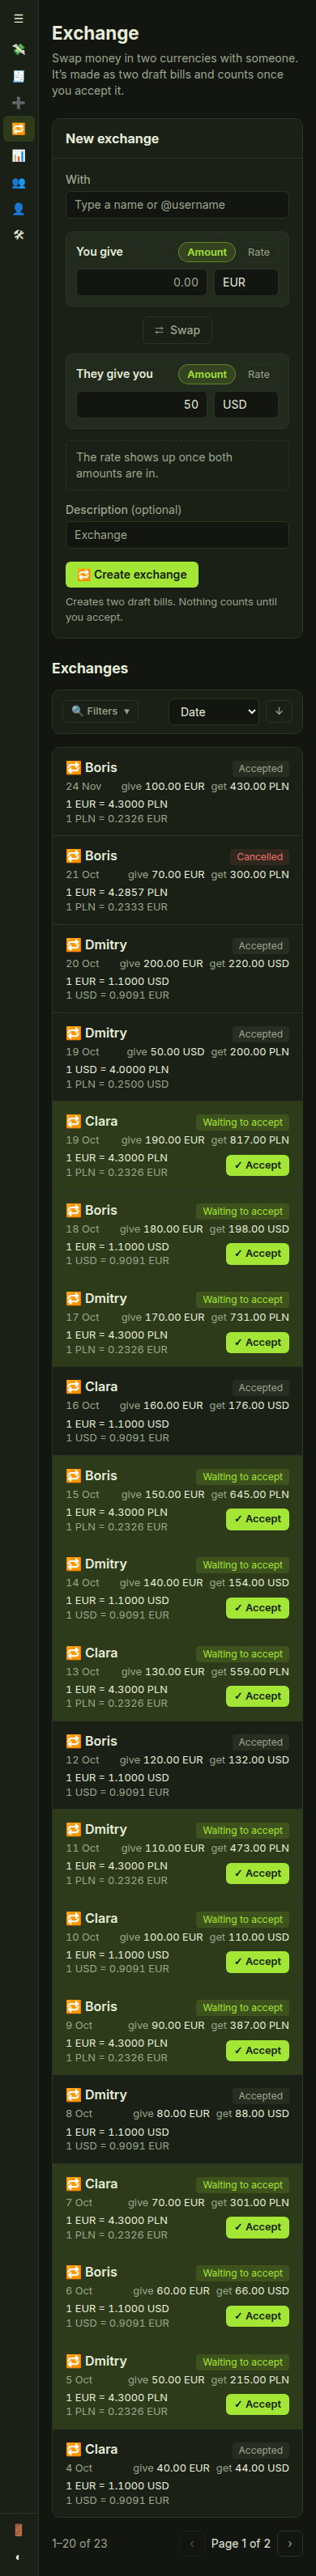 Exchange
Swap money in two currencies with someone.
It's made as two draft bills and counts once
you accept it.
New exchange
With
Type a name or @username
You give Amount Rate
0.00 EUR
⇄ Swap
They give you Amount Rate
50 USD
The rate shows up once both
amounts are in.
Description (optional)
Exchange
Create exchange
Creates two draft bills. Nothing counts until
you accept.
Exchanges
Filters ▾ Date ↓
Boris Accepted
24 Nov give 100.00 EUR get 430.00 PLN
1 EUR = 4.3000 PLN
1 PLN = 0.2326 EUR
Boris Cancelled
21 Oct give 70.00 EUR get 300.00 PLN
1 EUR = 4.2857 PLN
1 PLN = 0.2333 EUR
Dmitry Accepted
20 Oct give 200.00 EUR get 220.00 USD
1 EUR = 1.1000 USD
1 USD = 0.9091 EUR
Dmitry Accepted
19 Oct give 50.00 USD get 200.00 PLN
1 USD = 4.0000 PLN
1 PLN = 0.2500 USD
Clara Waiting to accept
19 Oct give 190.00 EUR get 817.00 PLN
1 EUR = 4.3000 PLN
1 PLN = 0.2326 EUR ✓ Accept
Boris Waiting to accept
18 Oct give 180.00 EUR get 198.00 USD
1 EUR = 1.1000 USD
1 USD = 0.9091 EUR ✓ Accept
Dmitry Waiting to accept
17 Oct give 170.00 EUR get 731.00 PLN
1 EUR = 4.3000 PLN
1 PLN = 0.2326 EUR ✓ Accept
Clara Accepted
16 Oct give 160.00 EUR get 176.00 USD
1 EUR = 1.1000 USD
1 USD = 0.9091 EUR
Boris Waiting to accept
15 Oct give 150.00 EUR get 645.00 PLN
1 EUR = 4.3000 PLN
1 PLN = 0.2326 EUR ✓ Accept
Dmitry Waiting to accept
14 Oct give 140.00 EUR get 154.00 USD
1 EUR = 1.1000 USD
1 USD = 0.9091 EUR ✓ Accept
Clara Waiting to accept
13 Oct give 130.00 EUR get 559.00 PLN
1 EUR = 4.3000 PLN
1 PLN = 0.2326 EUR ✓ Accept
Boris Accepted
12 Oct give 120.00 EUR get 132.00 USD
1 EUR = 1.1000 USD
1 USD = 0.9091 EUR
Dmitry Waiting to accept
11 Oct give 110.00 EUR get 473.00 PLN
1 EUR = 4.3000 PLN
1 PLN = 0.2326 EUR ✓ Accept
Clara Waiting to accept
10 Oct give 100.00 EUR get 110.00 USD
1 EUR = 1.1000 USD
1 USD = 0.9091 EUR ✓ Accept
Boris Waiting to accept
9 Oct give 90.00 EUR get 387.00 PLN
1 EUR = 4.3000 PLN
1 PLN = 0.2326 EUR ✓ Accept
Dmitry Accepted
8 Oct give 80.00 EUR get 88.00 USD
1 EUR = 1.1000 USD
1 USD = 0.9091 EUR
Clara Waiting to accept
7 Oct give 70.00 EUR get 301.00 PLN
1 EUR = 4.3000 PLN
1 PLN = 0.2326 EUR ✓ Accept
Boris Waiting to accept
6 Oct give 60.00 EUR get 66.00 USD
1 EUR = 1.1000 USD
1 USD = 0.9091 EUR ✓ Accept
Dmitry Waiting to accept
5 Oct give 50.00 EUR get 215.00 PLN
1 EUR = 4.3000 PLN
1 PLN = 0.2326 EUR ✓ Accept
Clara Accepted
4 Oct give 40.00 EUR get 44.00 USD
1 EUR = 1.1000 USD
1 USD = 0.9091 EUR
1–20 of 23 ‹ Page 1 of 2 ›